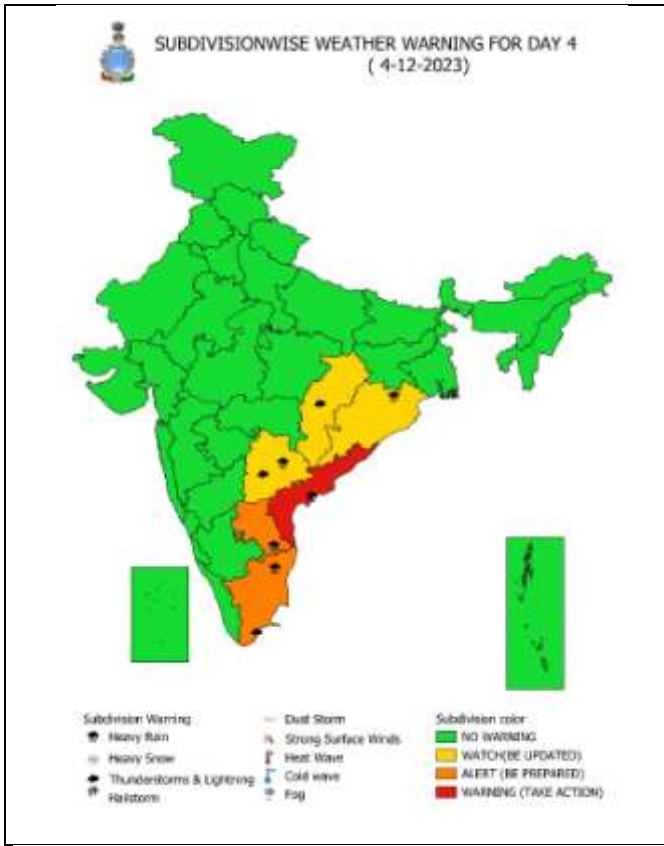 SUBDIVISIONWISE WEATHER WARNING FOR DAY 4
( 4-12-2023)
Subdivision Warning
Heavy Rain
Heavy Snow
Thunderstorms & Lightning
Hailstorm
Dust Storm
Strong Surface Winds
Heat Wave
Cold wave
Fog
Subdivision color
NO WARNING
WATCH(BE UPDATED)
ALERT (BE PREPARED)
WARNING (TAKE ACTION)